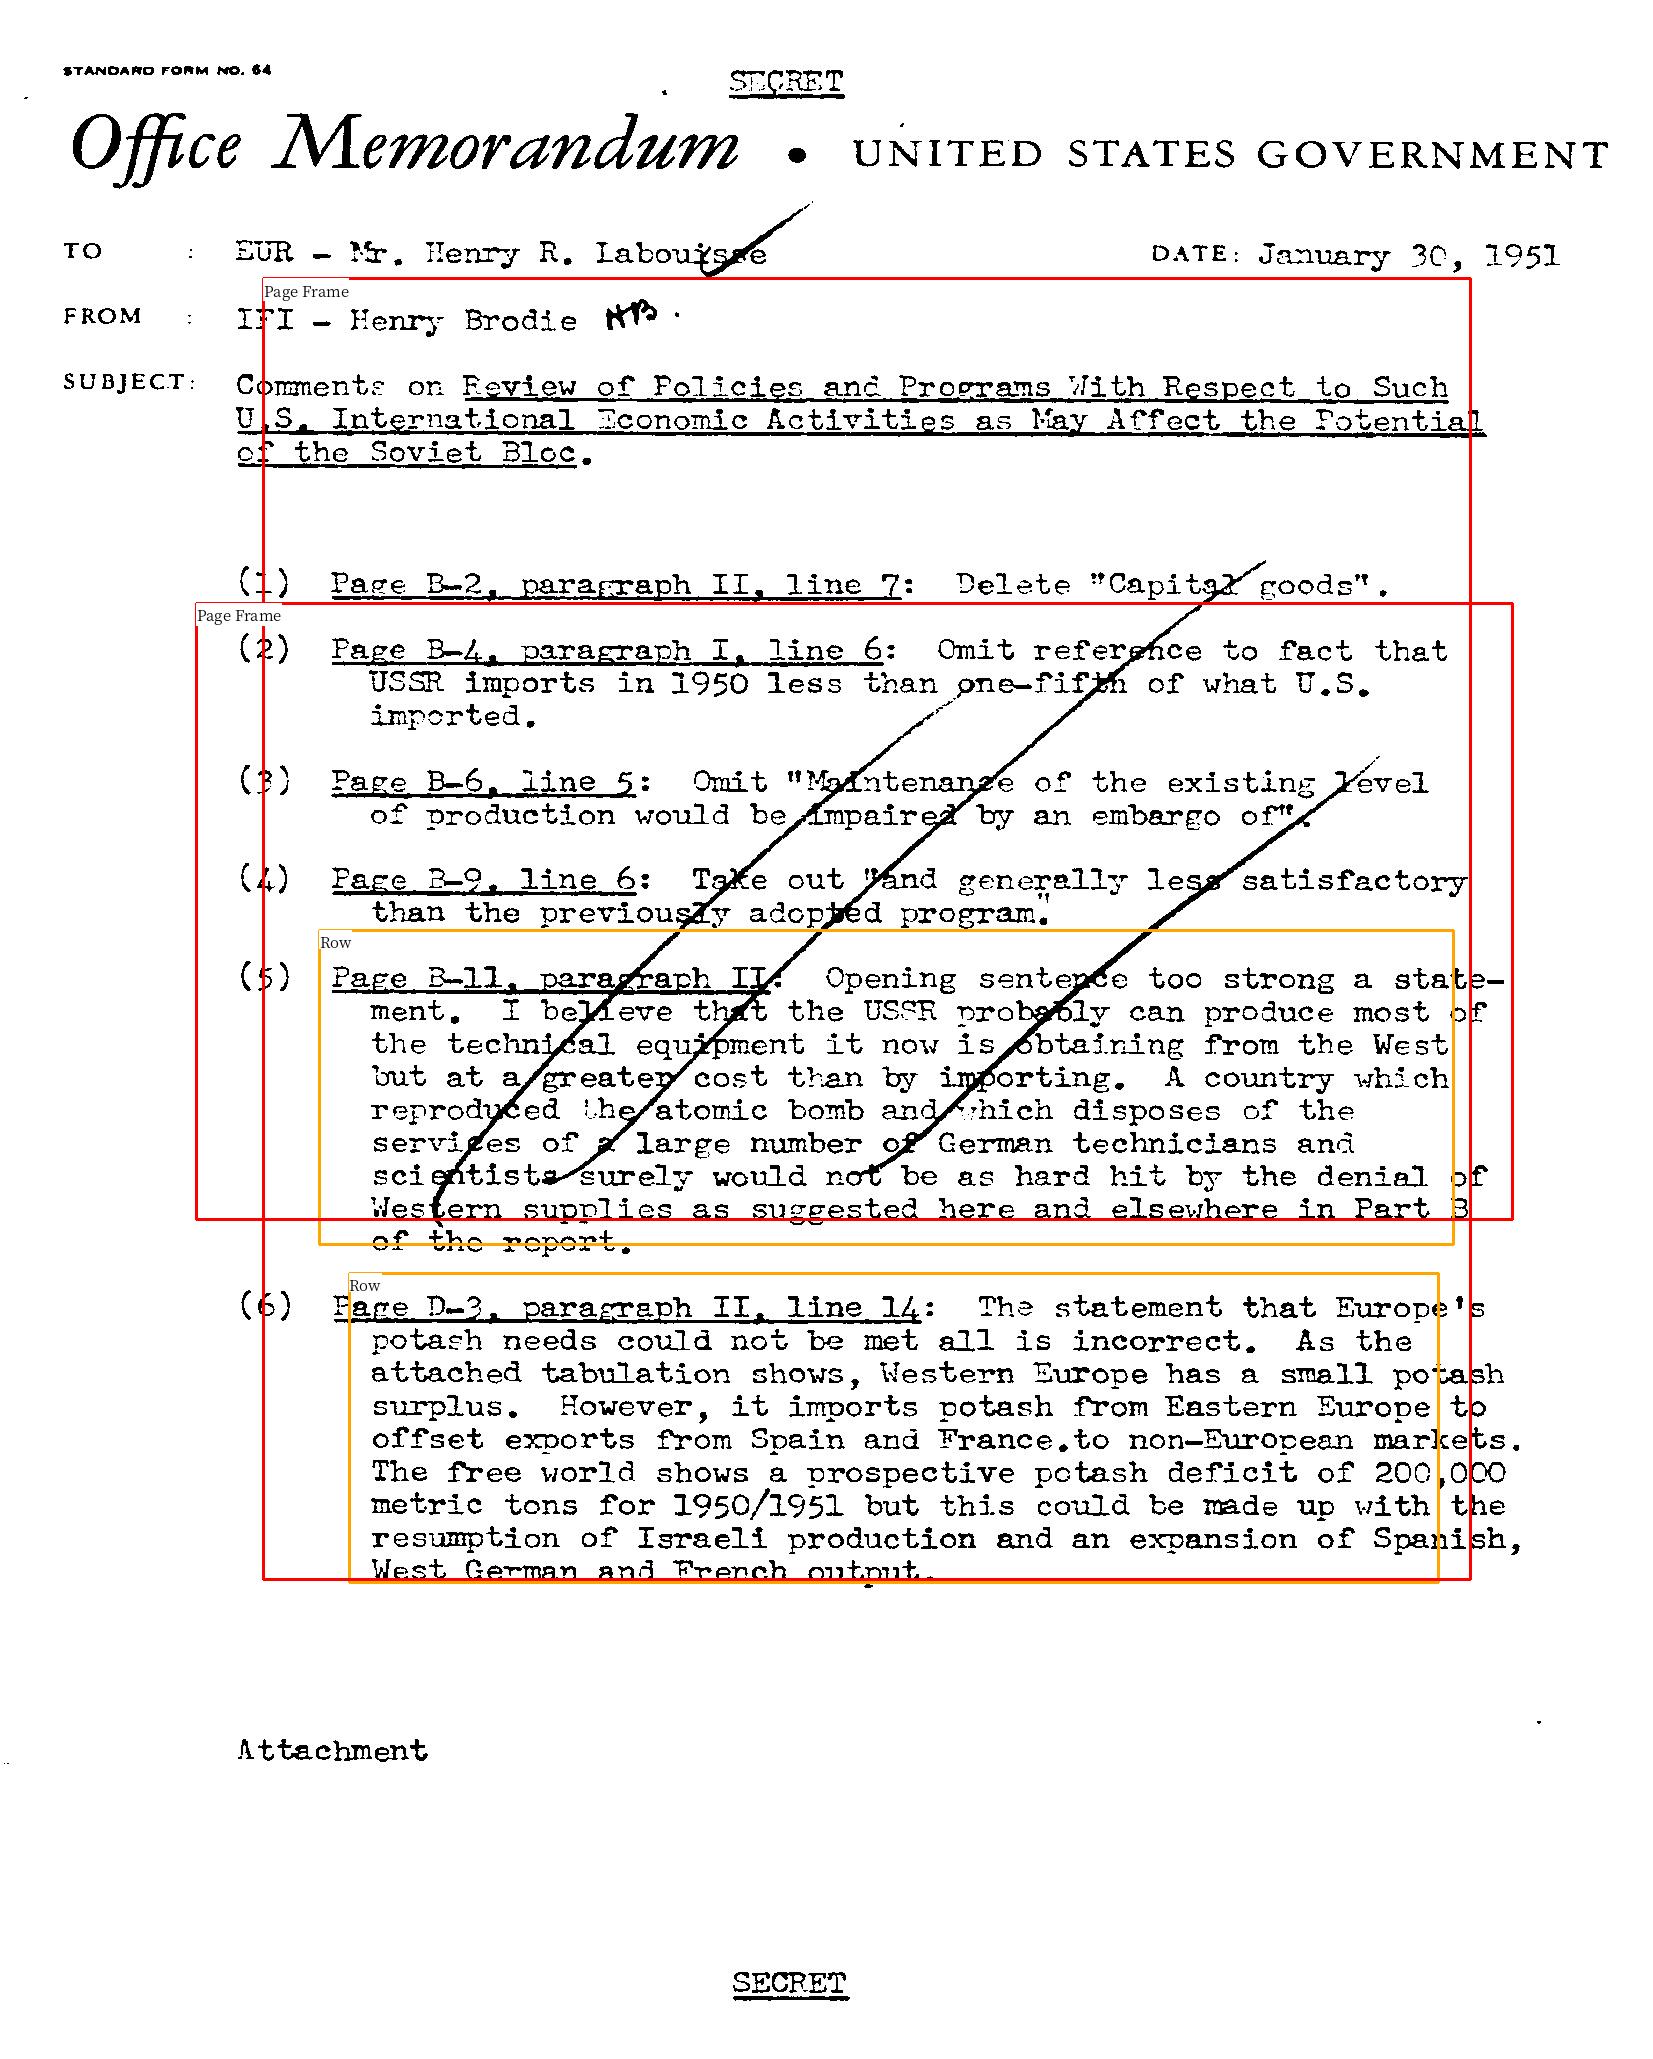 STANDARD FORM NO. 64
SECRET
Office Memorandum • UNITED STATES GOVERNMENT
TO : EUR - Mr. Henry R. Labouisse DATE: January 30, 1951
Page Frame
FROM : IFI - Henry Brodie HB.
SUBJECT: Comments on Review of Policies and Programs With Respect to Such
U.S. International Economic Activities as May Affect the Potential
of the Soviet Bloc.
(1) Page B-2, paragraph II, line 7: Delete "Capital goods".
Page Frame
(2) Page B-4, paragraph I, line 6: Omit reference to fact that
USSR imports in 1950 less than one-fifth of what U.S.
imported.
(3) Page B-6, line 5: Omit "Maintenance of the existing level
of production would be impaired by an embargo of".
(4) Page B-9, line 6: Take out "and generally less satisfactory
than the previously adopted program."
Row
(5) Page B-11, paragraph II: Opening sentence too strong a state-
ment. I believe that the USSR probably can produce most of
the technical equipment it now is obtaining from the West
but at a greater cost than by importing. A country which
reproduced the atomic bomb and which disposes of the
services of a large number of German technicians and
scientists surely would not be as hard hit by the denial of
Western supplies as suggested here and elsewhere in Part B
of the report.
Row
(6) Page D-3, paragraph II, line 14: The statement that Europe's
potash needs could not be met all is incorrect. As the
attached tabulation shows, Western Europe has a small potash
surplus. However, it imports potash from Eastern Europe to
offset exports from Spain and France.to non-European markets.
The free world shows a prospective potash deficit of 200,000
metric tons for 1950/1951 but this could be made up with the
resumption of Israeli production and an expansion of Spanish,
West German and French output.
Attachment
SECRET